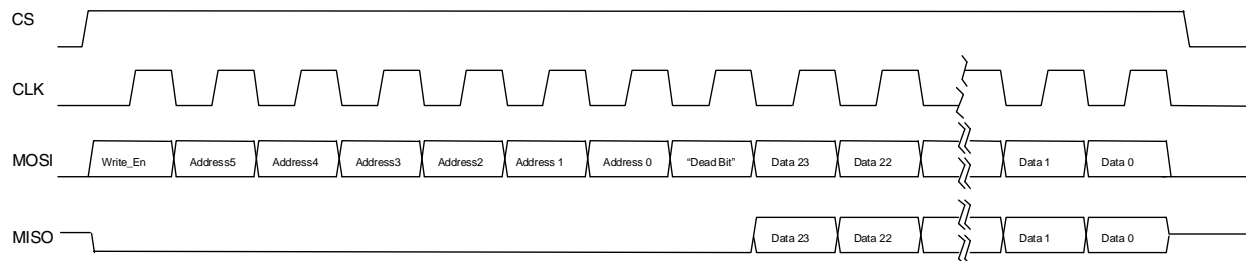 CS
CLK
MOSI Write_En Address5 Address4 Address3 Address2 Address 1 Address 0 “Dead Bit” Data 23 Data 22 Data 1 Data 0
MISO Data 23 Data 22 Data 1 Data 0